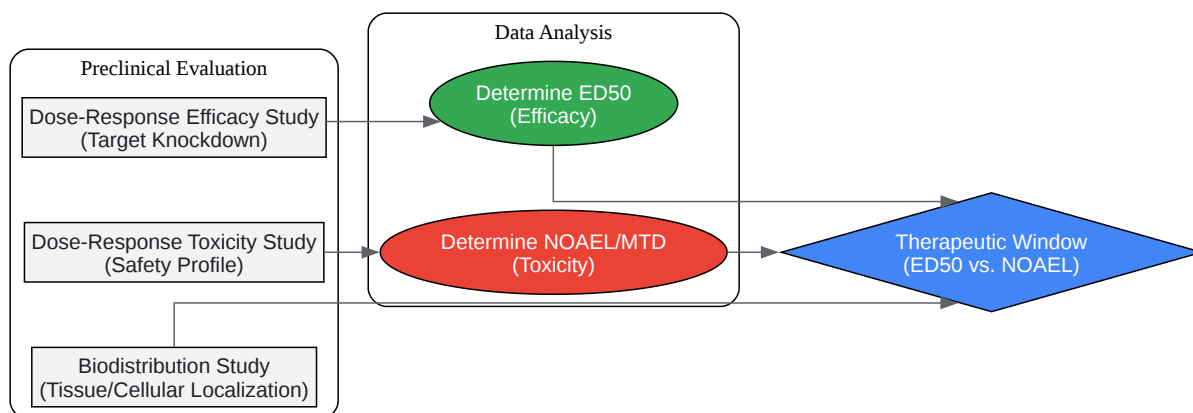 Preclinical Evaluation
Dose-Response Efficacy Study
(Target Knockdown)
Dose-Response Toxicity Study
(Safety Profile)
Biodistribution Study
(Tissue/Cellular Localization)
Data Analysis
Determine ED50
(Efficacy)
Determine NOAEL/MTD
(Toxicity)
Therapeutic Window
(ED50 vs. NOAEL)